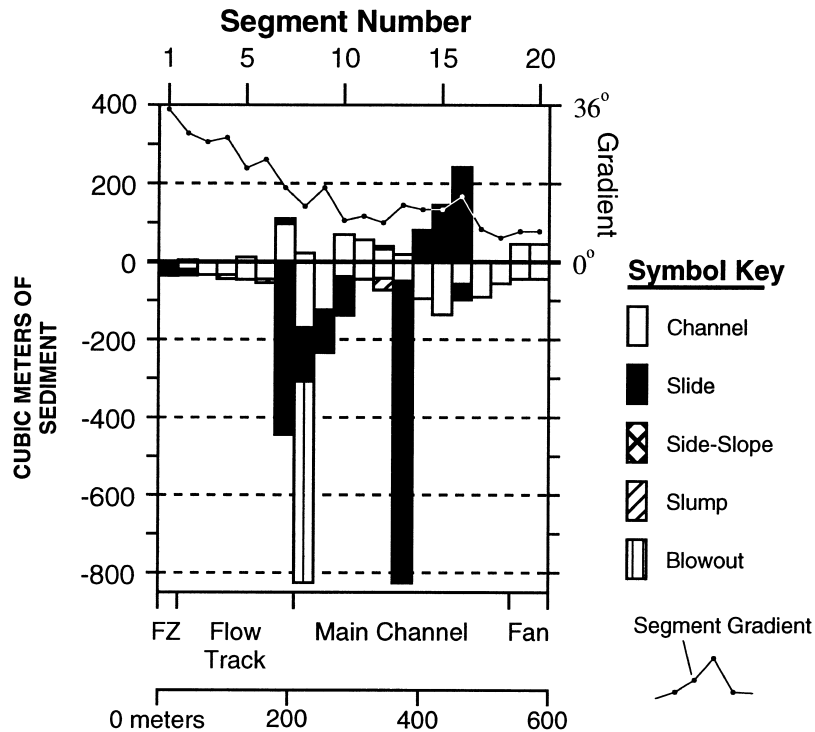 Segment Number
1 5 10 15 20
400
200
0
-200
-400
-600
-800
CUBIC METERS OF
SEDIMENT
36°
Gradient
0°
FZ Flow Main Channel Fan
Track
0 meters 200 400 600
Symbol Key
Channel
Slide
Side-Slope
Slump
Blowout
Segment Gradient